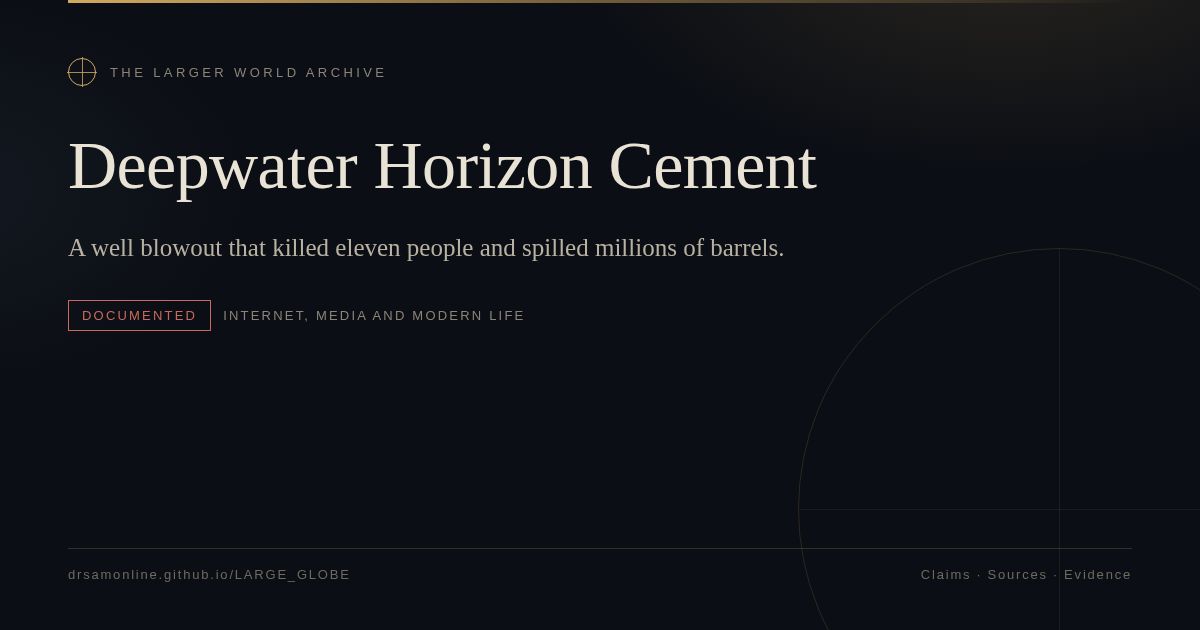 THE LARGER WORLD ARCHIVE
Deepwater Horizon Cement
A well blowout that killed eleven people and spilled millions of barrels.
DOCUMENTED INTERNET, MEDIA AND MODERN LIFE
drsamonline.github.io/LARGE_GLOBE Claims · Sources · Evidence